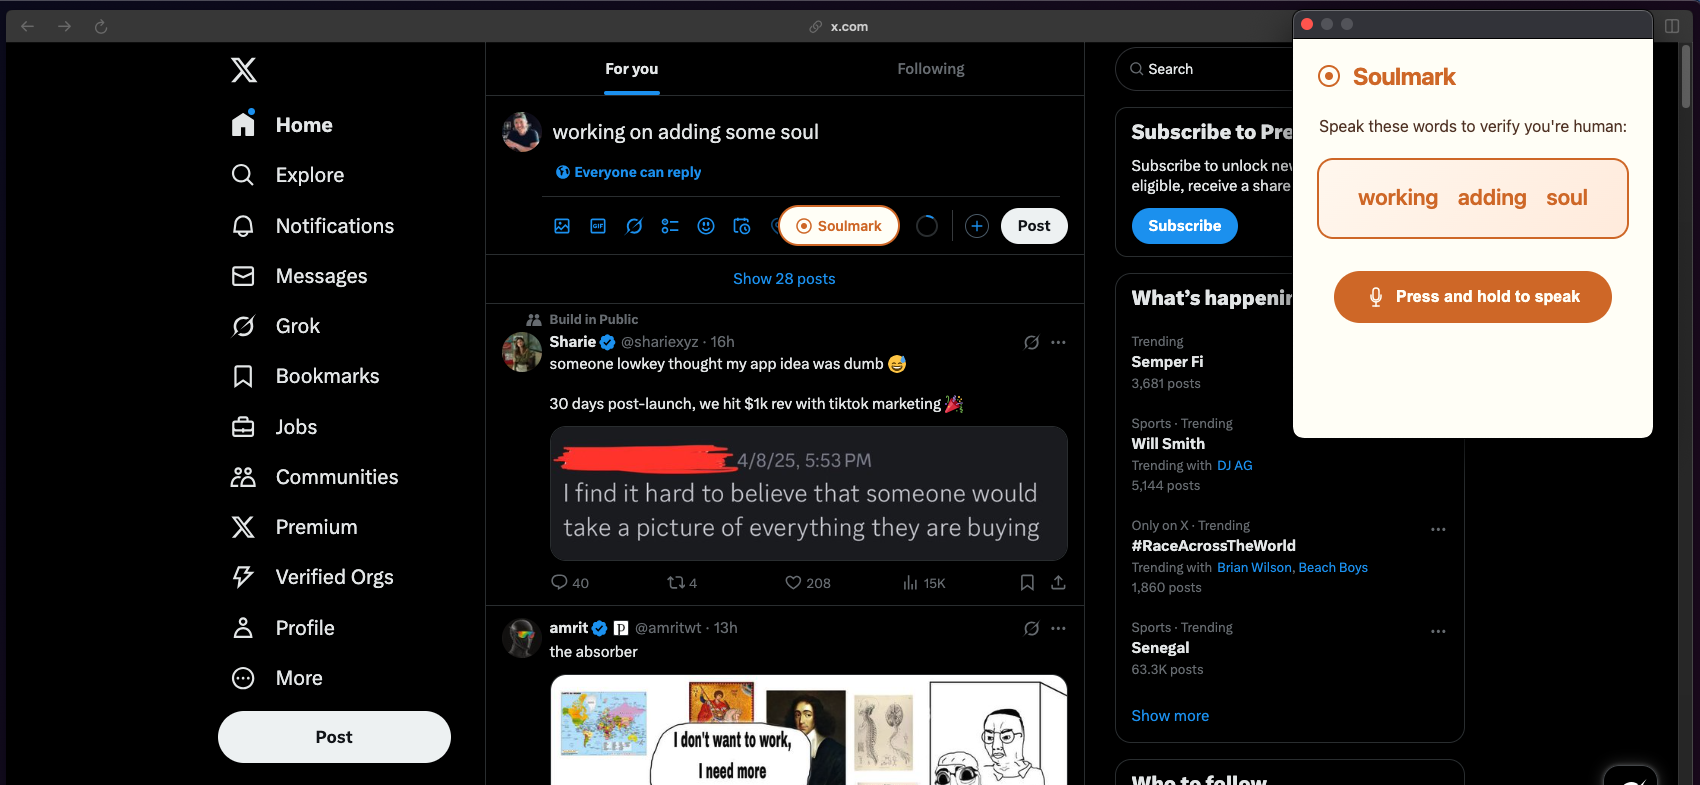 x.com
Home
Explore
Notifications
Messages
Grok
Bookmarks
Jobs
Communities
Premium
Verified Orgs
Profile
More
Post
For you
Following
working on adding some soul
Everyone can reply
GIF
Soulmark
Post
Show 28 posts
Build in Public
Sharie @shariexyz · 16h
someone lowkey thought my app idea was dumb 😅
30 days post-launch, we hit $1k rev with tiktok marketing 🎉
4/8/25, 5:53 PM
I find it hard to believe that someone would
take a picture of everything they are buying
40 4 208 15K
amrit @amritwt · 13h
the absorber
I don't want to work,
I need more
Search
Subscribe to Pre
Subscribe to unlock nev
eligible, receive a share
Subscribe
What's happenin
Trending
Semper Fi
3,681 posts
Sports · Trending
Will Smith
Trending with DJ AG
5,144 posts
Only on X · Trending
#RaceAcrossTheWorld
Trending with Brian Wilson, Beach Boys
1,860 posts
Sports · Trending
Senegal
63.3K posts
Show more
Who to follow
Soulmark
Speak these words to verify you're human:
working adding soul
Press and hold to speak